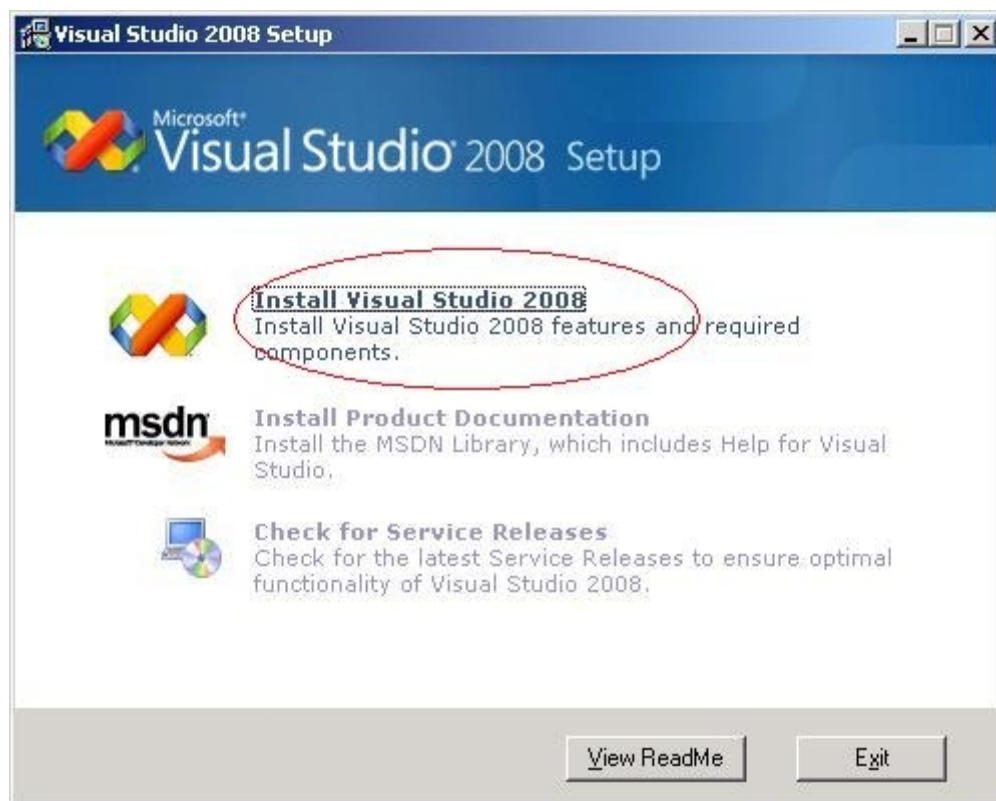 Visual Studio 2008 Setup
Microsoft®
Visual Studio® 2008 Setup
Install Visual Studio 2008
Install Visual Studio 2008 features and required
components.
msdn
Install Product Documentation
Install the MSDN Library, which includes Help for Visual
Studio.
Check for Service Releases
Check for the latest Service Releases to ensure optimal
functionality of Visual Studio 2008.
View ReadMe
Exit